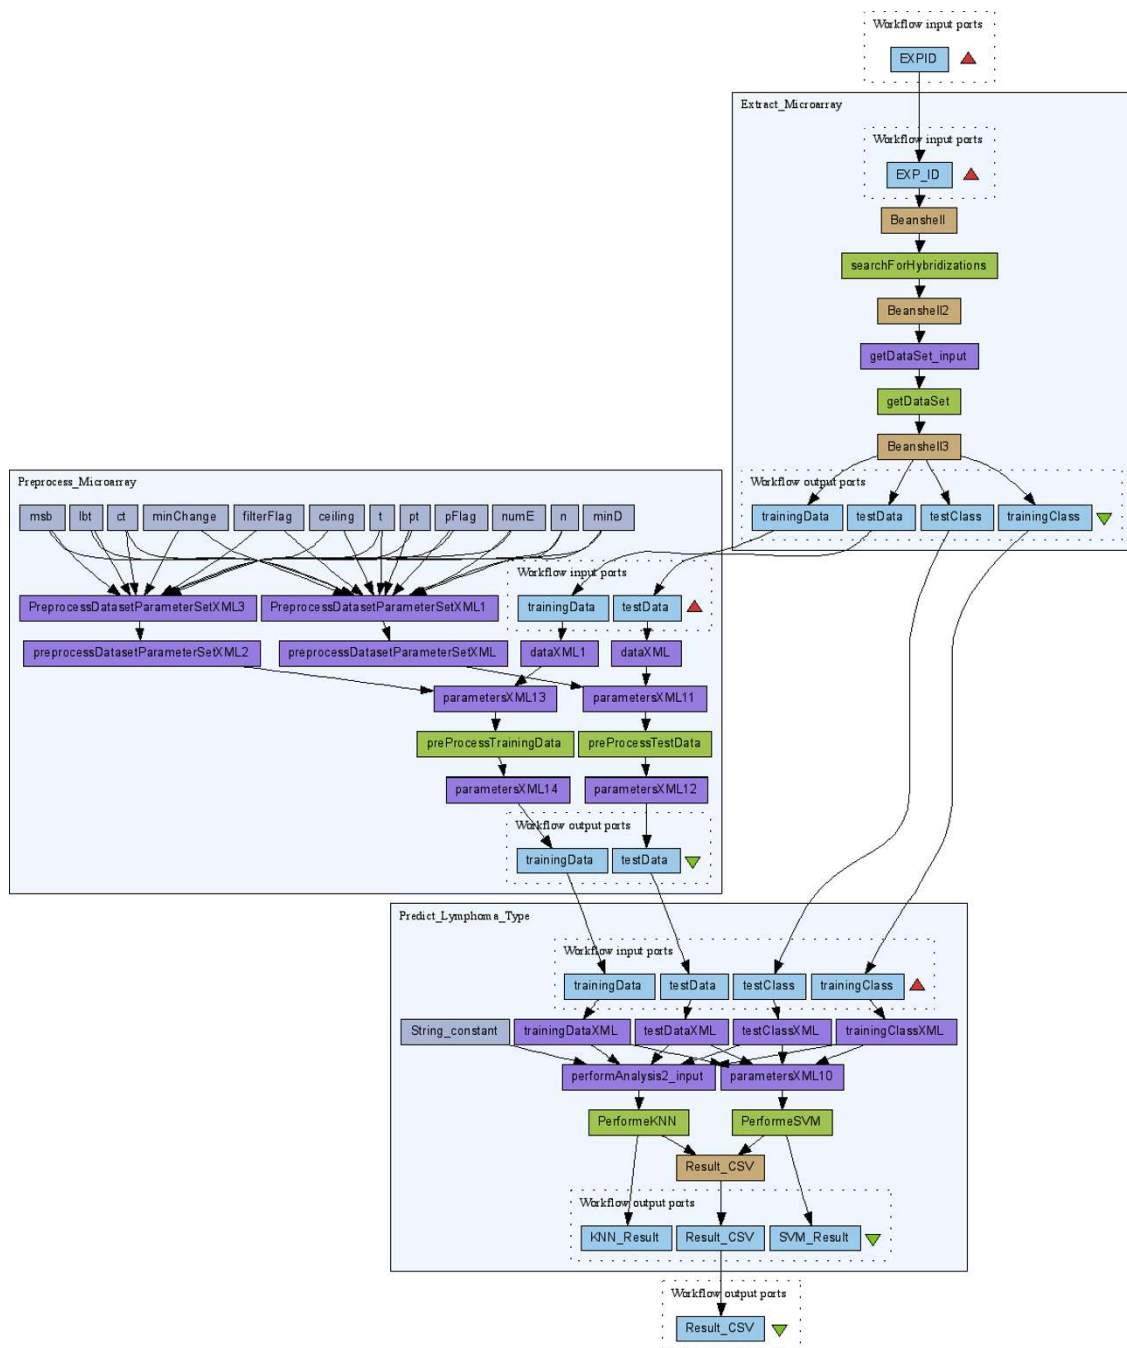 Workflow input ports
EXPID
Extract_Microarray
Workflow input ports
EXP_ID
Beanshell
searchForHybridizations
Beanshell2
getDataSet_input
getDataSet
Beanshell3
Workflow output ports
trainingData testData testClass trainingClass
Preprocess_Microarray
msb lbt ct minChange filterFlag ceiling t pt pFlag numE n minD
Workflow input ports
PreprocessDatasetParameterSetXML3 PreprocessDatasetParameterSetXML1 trainingData testData
preprocessDatasetParameterSetXML2 preprocessDatasetParameterSetXML dataXML1 dataXML
parametersXML13 parametersXML11
preProcessTrainingData preProcessTestData
parametersXML14 parametersXML12
Workflow output ports
trainingData testData
Predict_Lymphoma_Type
Workflow input ports
trainingData testData testClass trainingClass
String_constant trainingDataXML testDataXML testClassXML trainingClassXML
performAnalysis2_input parametersXML10
PerformeKNN PerformeSVM
Result_CSV
Workflow output ports
KNN_Result Result_CSV SVM_Result
Workflow output ports
Result_CSV